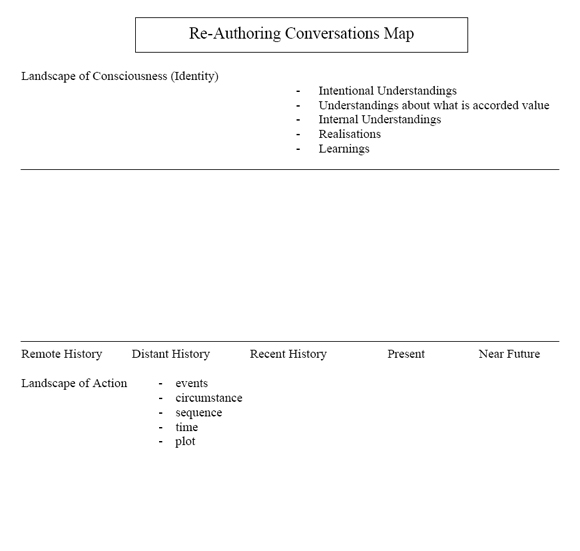 Re-Authoring Conversations Map
Landscape of Consciousness (Identity)
- Intentional Understandings
- Understandings about what is accorded value
- Internal Understandings
- Realisations
- Learnings
Remote History Distant History Recent History Present Near Future
Landscape of Action - events
- circumstance
- sequence
- time
- plot